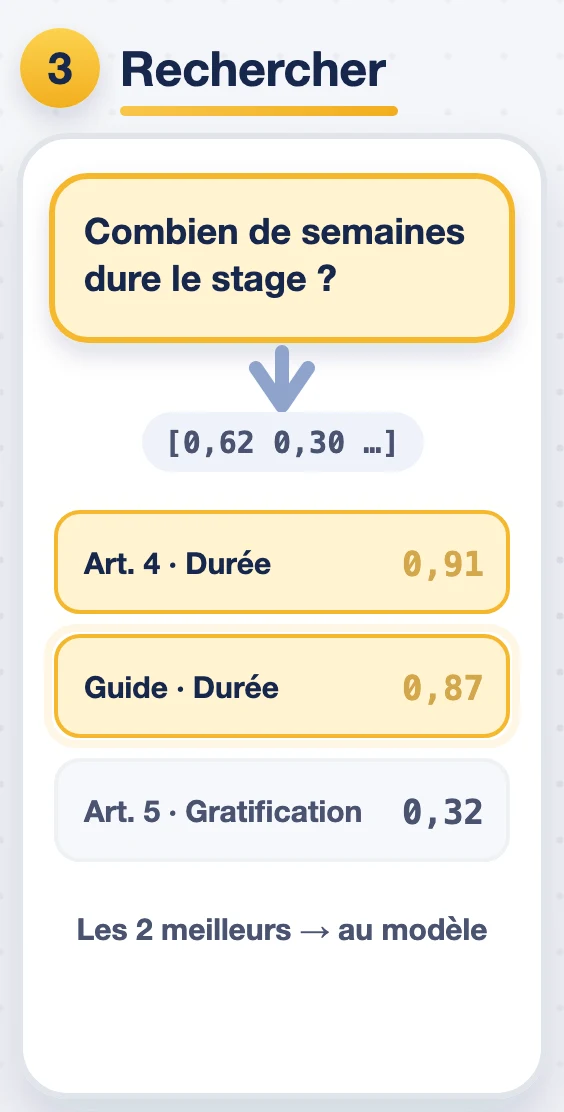 3 Rechercher
Combien de semaines
dure le stage ?
[0,62 0,30 …]
Art. 4 · Durée 0,91
Guide · Durée 0,87
Art. 5 · Gratification 0,32
Les 2 meilleurs → au modèle